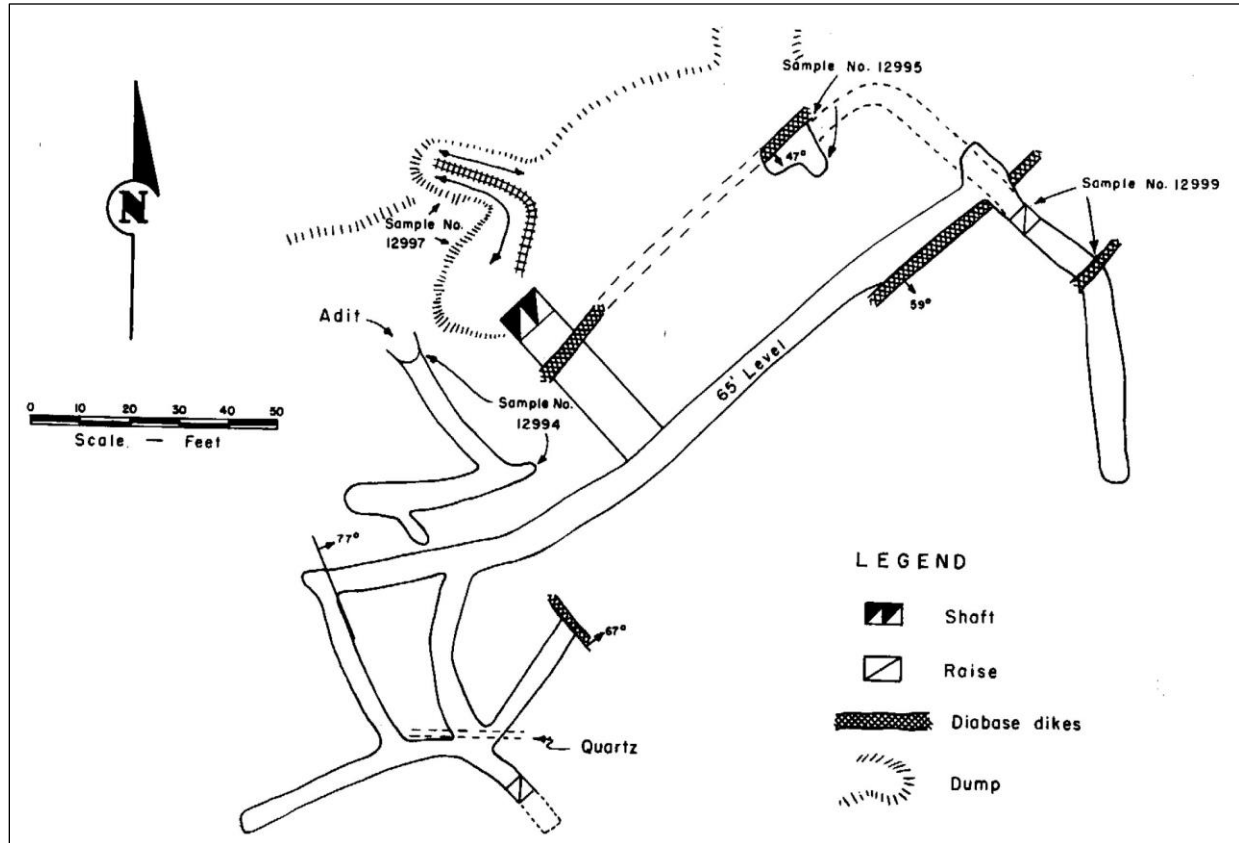 Sample No. 12995
47°
Sample No. 12999
N
Sample No.
12997
59°
Adit
65' Level
0 10 20 30 40 50
Scale. — Feet
Sample No.
12994
77°
67°
Quartz
LEGEND
Shaft
Raise
Diabase dikes
Dump